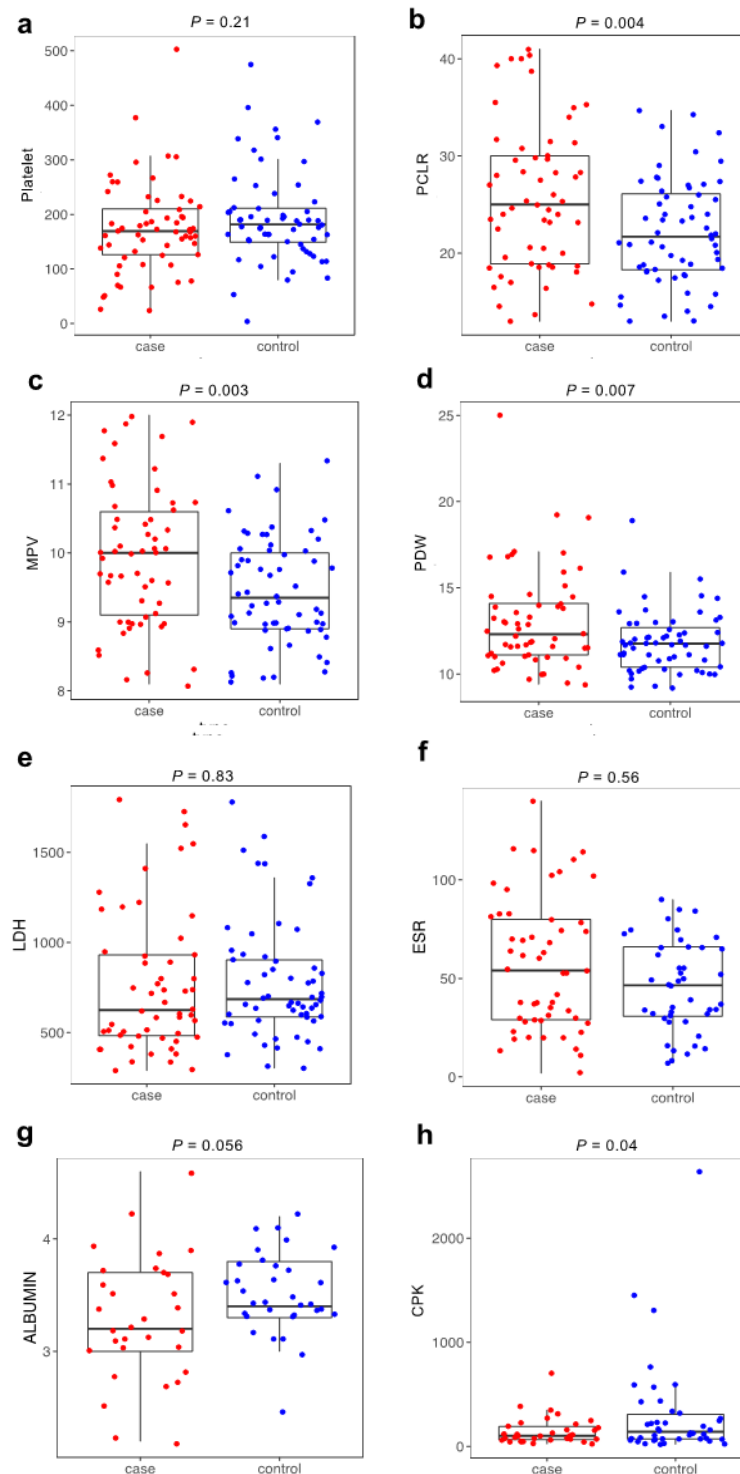 a
P = 0.21
Platelet
500
400
300
200
100
0
case
control
b
P = 0.004
PCLR
40
30
20
case
control
c
P = 0.003
MPV
12
11
10
9
8
case
control
d
P = 0.007
PDW
25
20
15
10
case
control
e
P = 0.83
LDH
1500
1000
500
case
control
f
P = 0.56
ESR
100
50
0
case
control
g
P = 0.056
ALBUMIN
4
3
case
control
h
P = 0.04
CPK
2000
1000
0
case
control